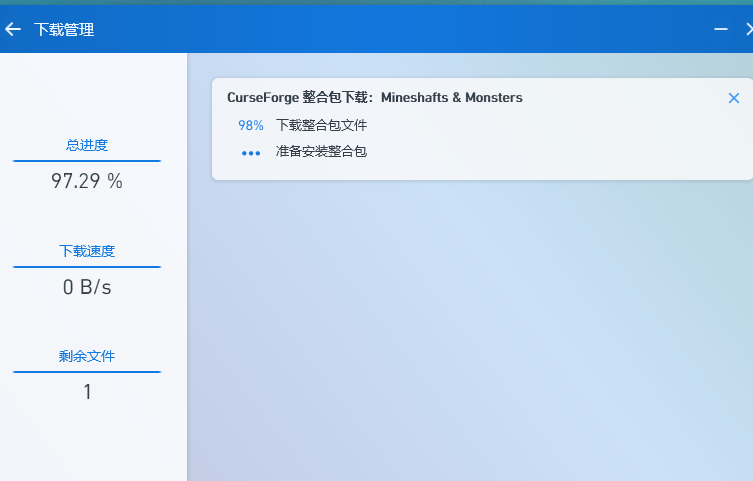 下载管理
总进度
97.29 %
下载速度
0 B/s
剩余文件
1
CurseForge 整合包下载：Mineshafts & Monsters
98% 下载整合包文件
••• 准备安装整合包